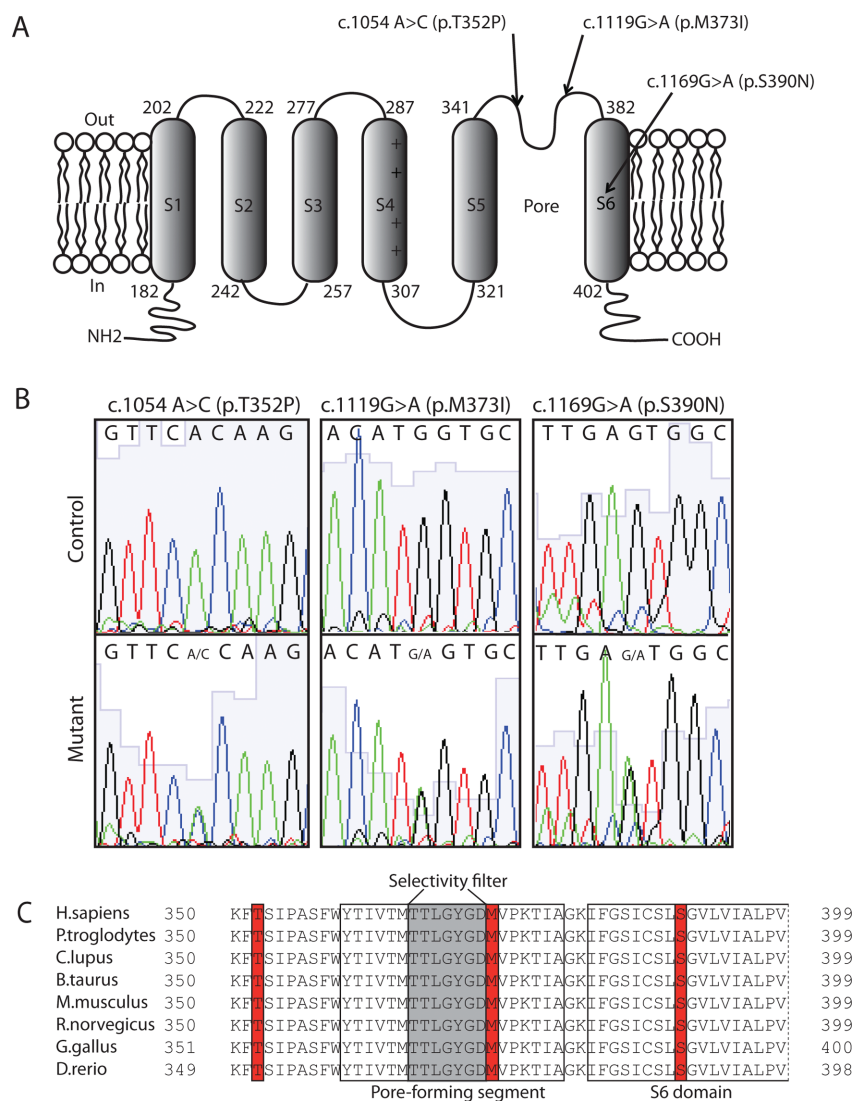 A
c.1054 A>C (p.T352P)
c.1119G>A (p.M373I)
c.1169G>A (p.S390N)
202 222 277 287 341 382
Out
+
+
S1 S2 S3 S4 S5 Pore S6
+
+
In
182 242 257 307 321 402
NH2
COOH
B
c.1054 A>C (p.T352P) c.1119G>A (p.M373I) c.1169G>A (p.S390N)
Control
G T T C A C A A G
A C A T G G T G C
T T G A G T G G C
Mutant
G T T C A/C C A A G
A C A T G/A G T G C
T T G A G/A T G G C
Selectivity filter
C
H.sapiens 350 KFTSIPASFWYTIVTMTTLGYGDMVPKTIAGKIFGSICSLSGVLVIALPV 399
P.troglodytes 350 KFTSIPASFWYTIVTMTTLGYGDMVPKTIAGKIFGSICSLSGVLVIALPV 399
C.lupus 350 KFTSIPASFWYTIVTMTTLGYGDMVPKTIAGKIFGSICSLSGVLVIALPV 399
B.taurus 350 KFTSIPASFWYTIVTMTTLGYGDMVPKTIAGKIFGSICSLSGVLVIALPV 399
M.musculus 350 KFTSIPASFWYTIVTMTTLGYGDMVPKTIAGKIFGSICSLSGVLVIALPV 399
R.norvegicus 350 KFTSIPASFWYTIVTMTTLGYGDMVPKTIAGKIFGSICSLSGVLVIALPV 399
G.gallus 351 KFTSIPASFWYTIVTMTTLGYGDMVPKTIAGKIFGSICSLSGVLVIALPV 400
D.rerio 349 KFTSIPASFWYTIVTMTTLGYGDMVPKTIAGKIFGSICSLSGVLVIALPV 398
Pore-forming segment S6 domain